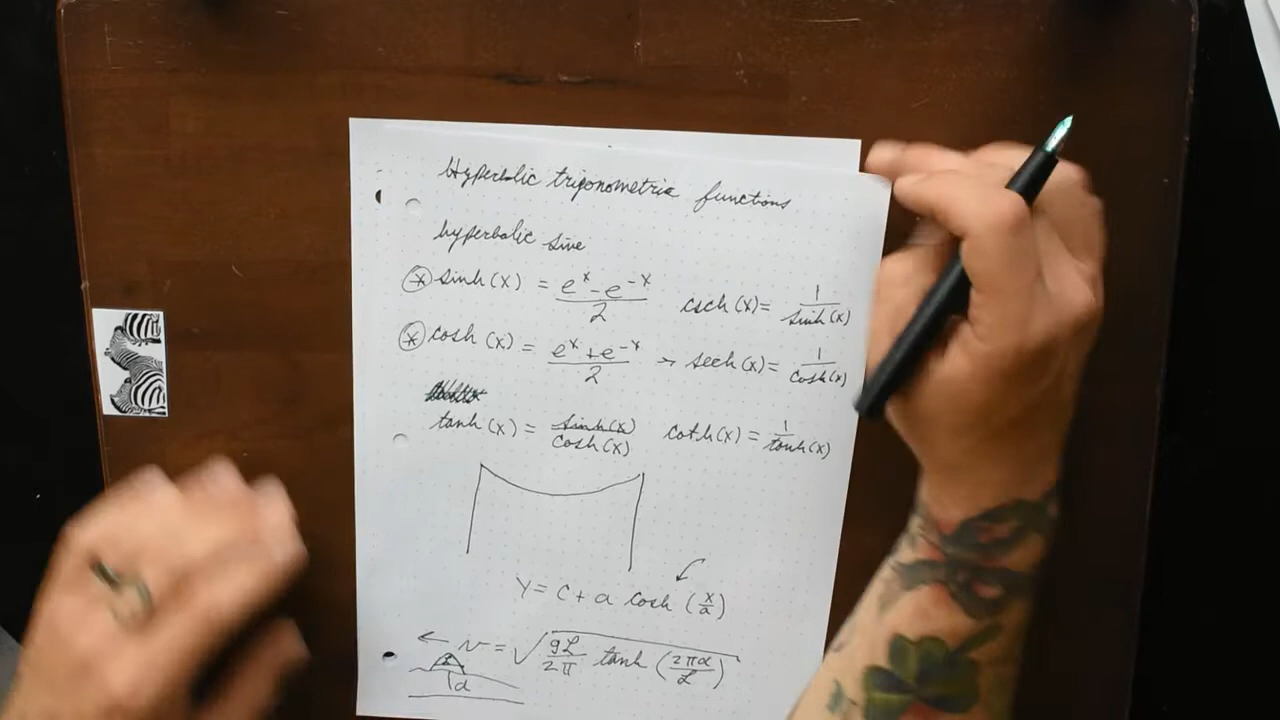 Hyperbolic trigonometric functions
hyperbolic sine
⊛ sinh(x) = (e^x - e^-x)/2 csch(x) = 1/sinh(x)
⊛ cosh(x) = (e^x + e^-x)/2 → sech(x) = 1/cosh(x)
tanh(x) = sinh(x)/cosh(x) coth(x) = 1/tanh(x)
y = c + a cosh (x/a)
← v = √(gL/2π tanh (2πd/L))
d